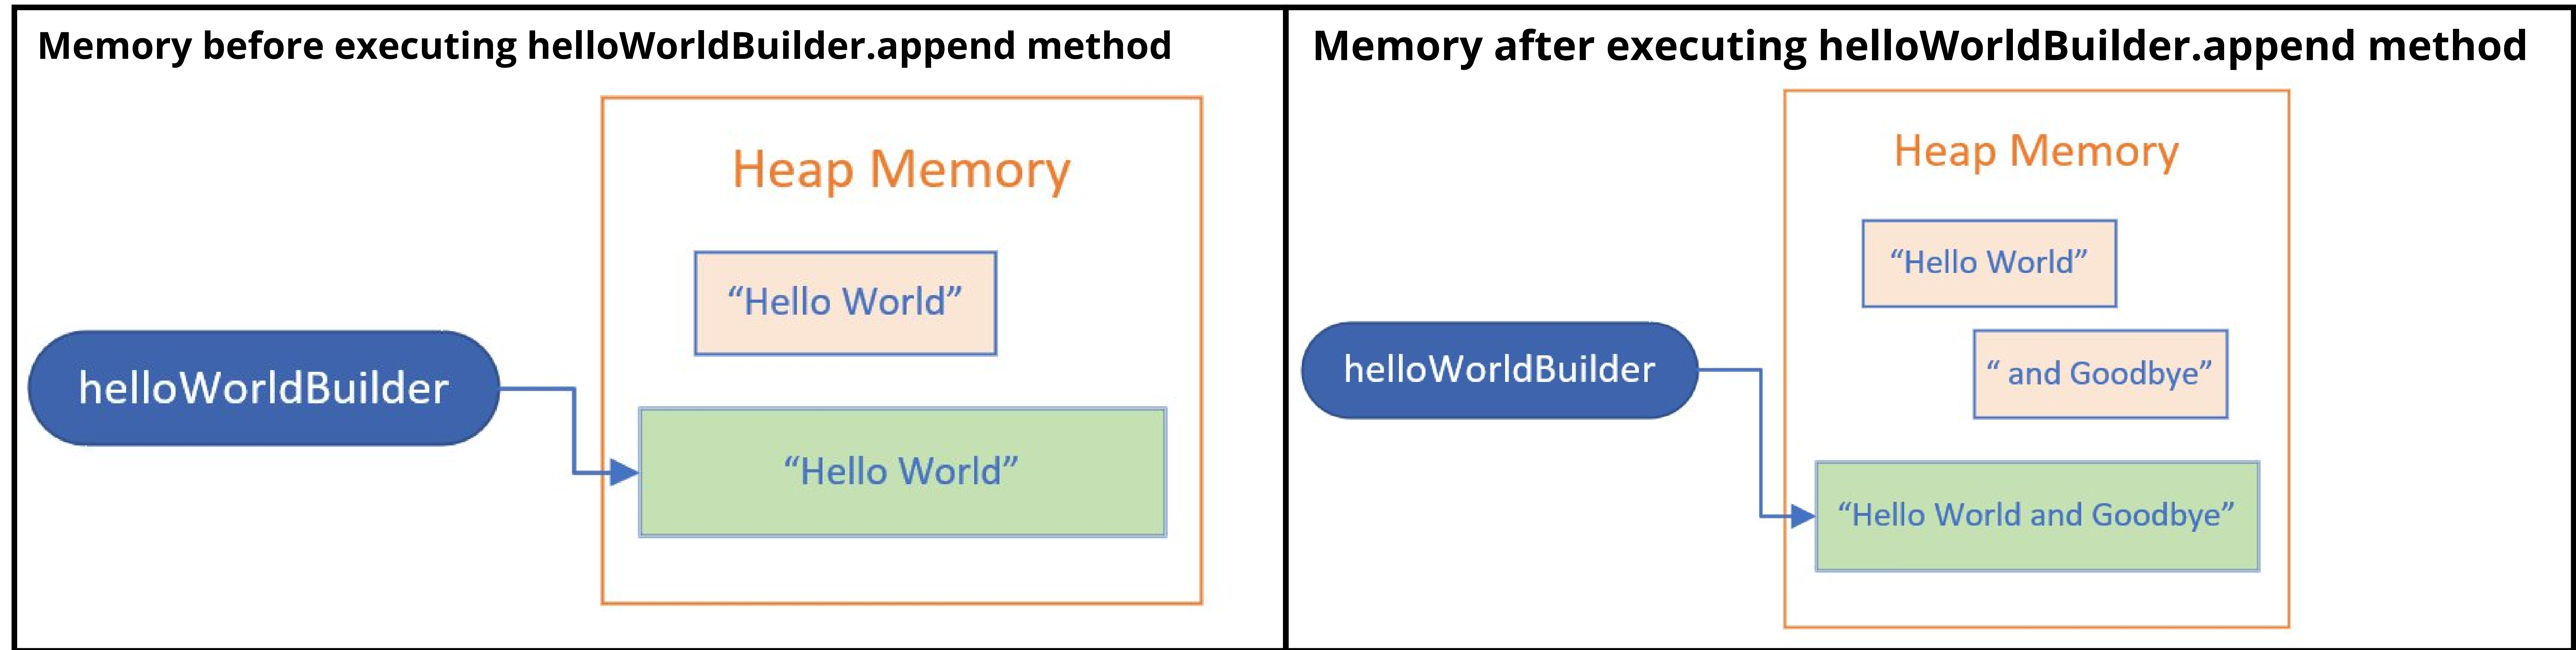 Memory before executing helloWorldBuilder.append method
Heap Memory
“Hello World”
helloWorldBuilder
“Hello World”
Memory after executing helloWorldBuilder.append method
Heap Memory
“Hello World”
helloWorldBuilder
“ and Goodbye”
“Hello World and Goodbye”